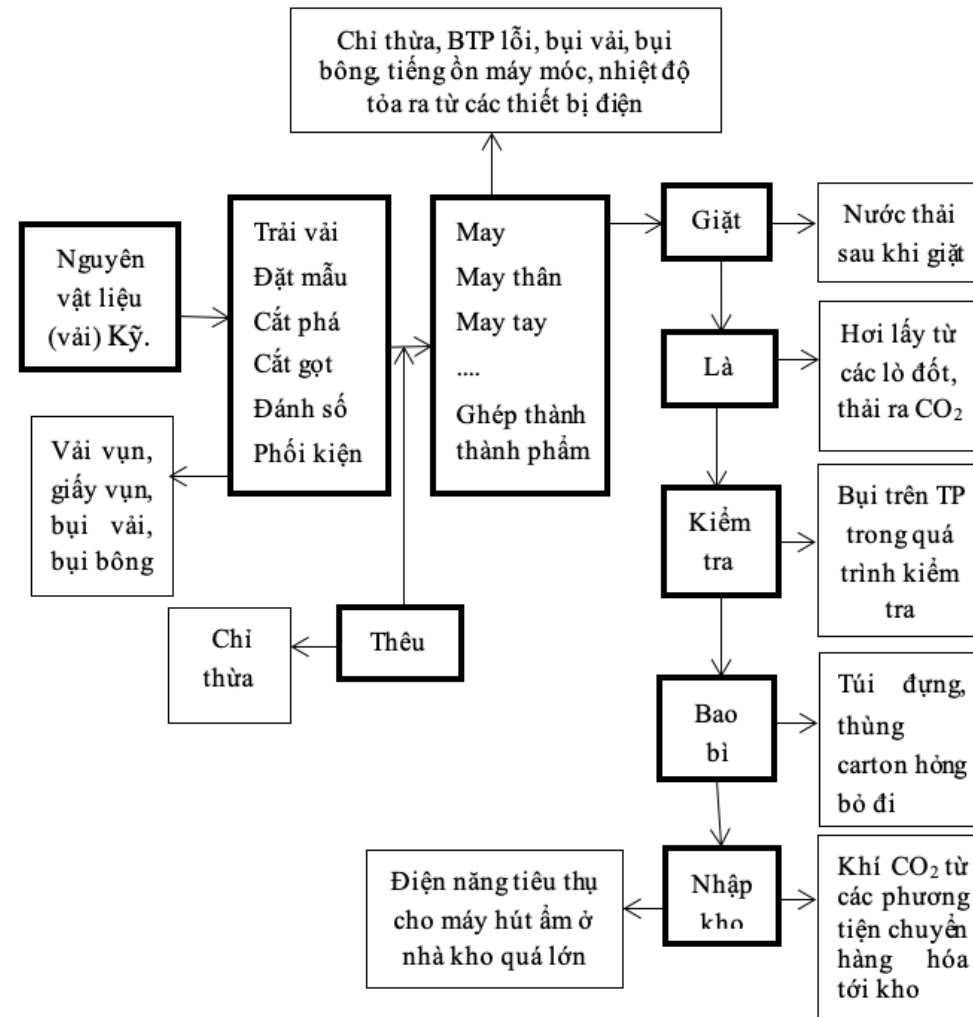 Chỉ thừa, BTP lỗi, bụi vải, bụi
bông, tiếng ồn máy móc, nhiệt độ
tỏa ra từ các thiết bị điện
Nguyên
vật liệu
(vải) Kỹ.
Trải vải
Đặt mẫu
Cắt phá
Cắt gọt
Đánh số
Phối kiện
May
May thân
May tay
....
Ghép thành
thành phẩm
Giặt
Nước thải
sau khi giặt
Là
Hơi lấy từ
các lò đốt,
thải ra CO₂
Vải vụn,
giấy vụn,
bụi vải,
bụi bông
Kiểm
tra
Bụi trên TP
trong quá
trình kiểm
tra
Chỉ
thừa
Thêu
Bao
bì
Túi đựng,
thùng
carton hỏng
bỏ đi
Điện năng tiêu thụ
cho máy hút ẩm ở
nhà kho quá lớn
Nhập
kho
Khí CO₂ từ
các phương
tiện chuyển
hàng hóa
tới kho